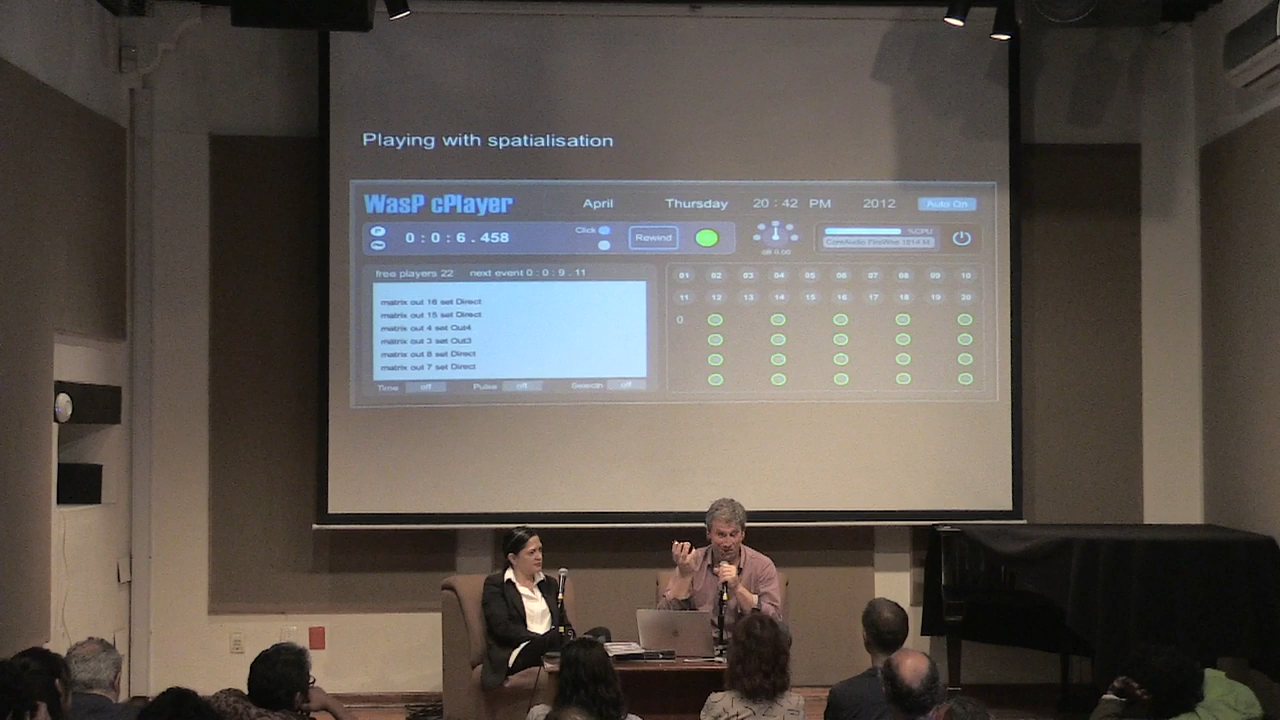 Playing with spatialisation
WasP cPlayer April Thursday 20 : 42 PM 2012 Auto On
0 : 0 : 6 . 458 Click Rewind %CPU
free players 22 next event 0 : 0 : 9 . 11
01 02 03 04 05 06 07 08 09 10
11 12 13 14 15 16 17 18 19 20
0
matrix out 16 set Direct
matrix out 15 set Direct
matrix out 4 set Out4
matrix out 3 set Out3
matrix out 8 set Direct
matrix out 7 set Direct
Time off Pulse off Search off